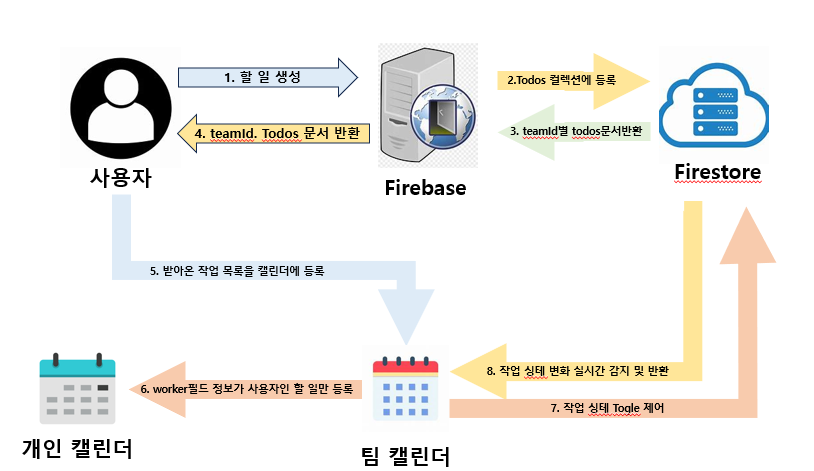 1. 할 일 생성
2.Todos 컬렉션에 등록
4. teamId. Todos 문서 반환
3. teamId별 todos문서반환
사용자
Firebase
Firestore
5. 받아온 작업 목록을 캘린더에 등록
8. 작업 싱테 변화 실시간 감지 및 반환
6. worker필드 정보가 사용자인 할 일만 등록
7. 작업 싱테 Togle 제어
개인 캘린더
팀 캘린더